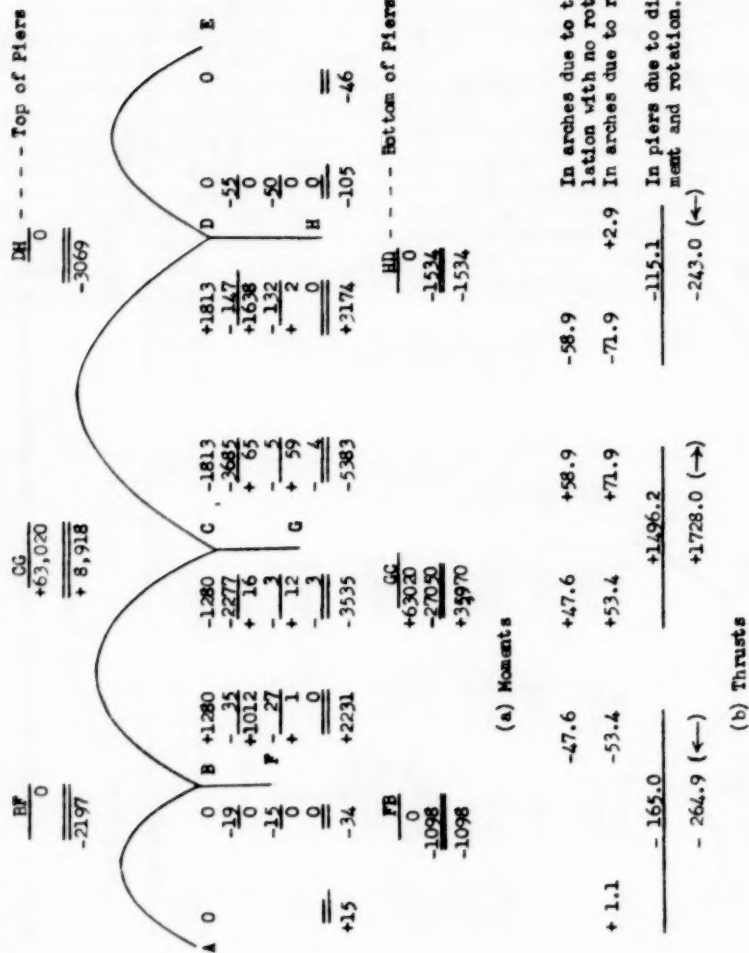 BF CG DH - - - - Top of Piers
0 +63,020 0
-2197 + 8,918 -3069
A B C D E
0 0 +1280 -1280 -1813 +1813 0 0
-19 - 35 -2277 -3685 - 147 -55
0 +1012 + 16 + 65 +1638 0
F G H
-15 - 27 - 3 - 5 - 132 -50
0 + 1 + 12 + 59 + 2 0
0 0 - 3 - 4 0 0
+15 -34 +2231 -3535 -5383 +3174 -105 -46
FB GC HD - - - - Bottom of Piers
0 +63020 0
-1098 -27050 -1534
-1098 +35970 -1534
(a) Moments
-47.6 +47.6 +58.9 -58.9 In arches due to t
lation with no rot
+ 1.1 -53.4 +53.4 +71.9 -71.9 +2.9 In arches due to r
- 165.0 +1496.2 -115.1 In piers due to di
ment and rotation.
- 264.9 (←) +1728.0 (→) -243.0 (←)
(b) Thrusts